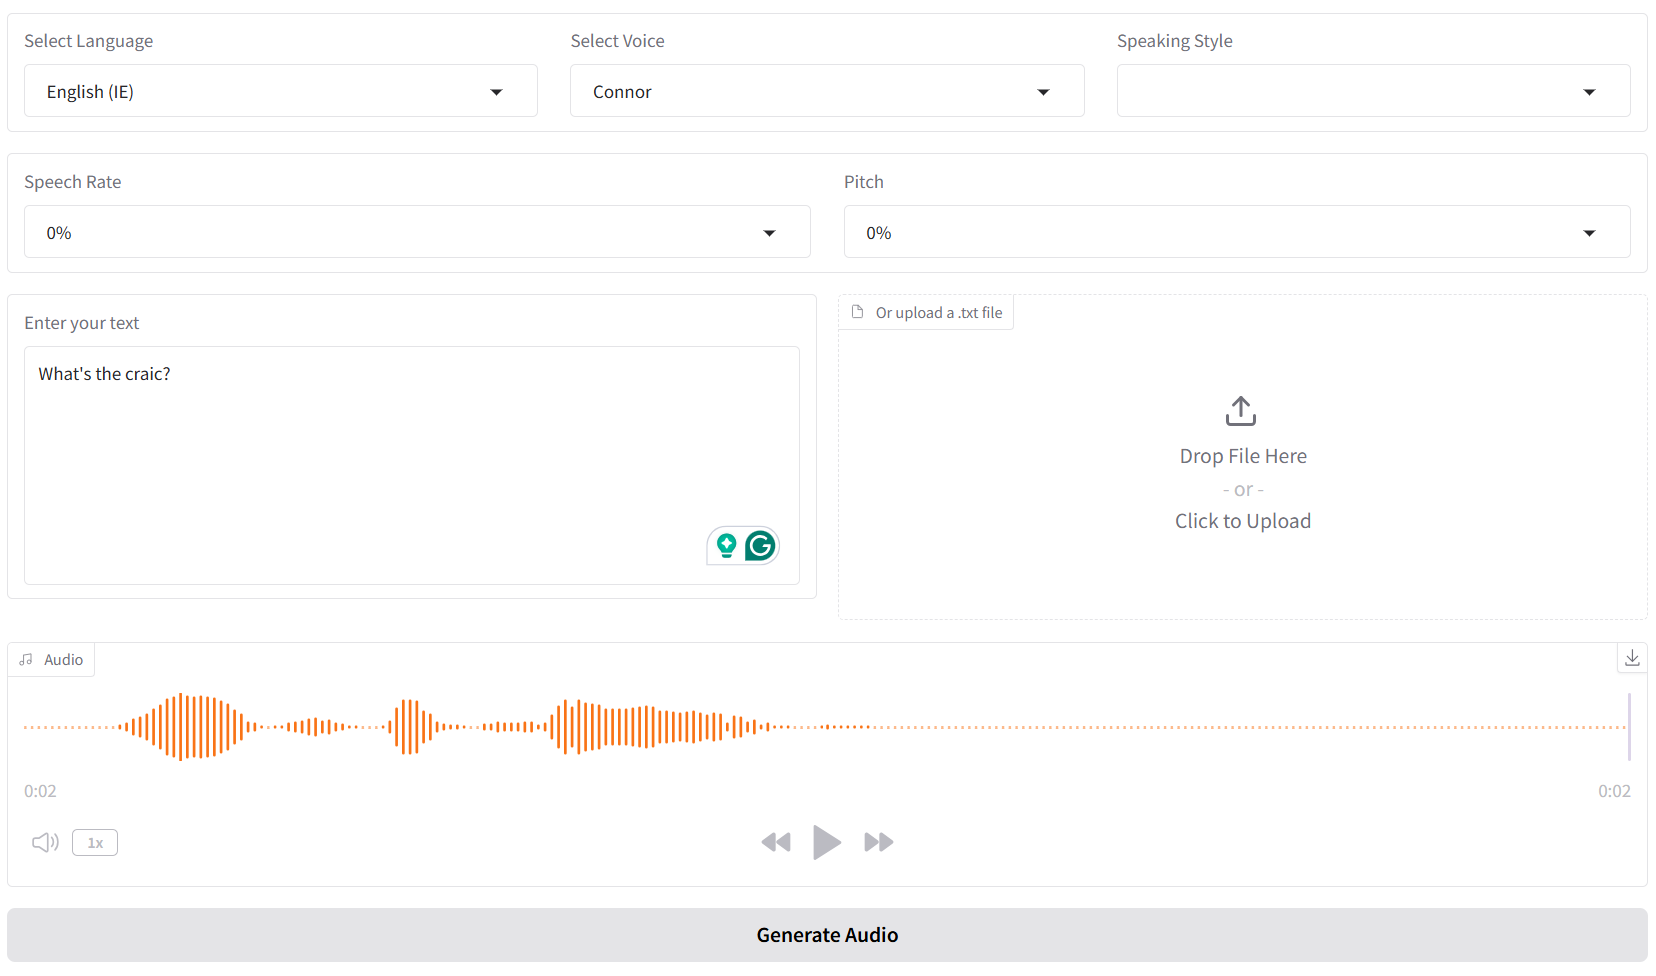 Select Language
Select Voice
Speaking Style
English (IE)
Connor
Speech Rate
Pitch
0%
0%
Enter your text
Or upload a .txt file
What's the craic?
Drop File Here
- or -
Click to Upload
G
Audio
0:02
0:02
1x
Generate Audio